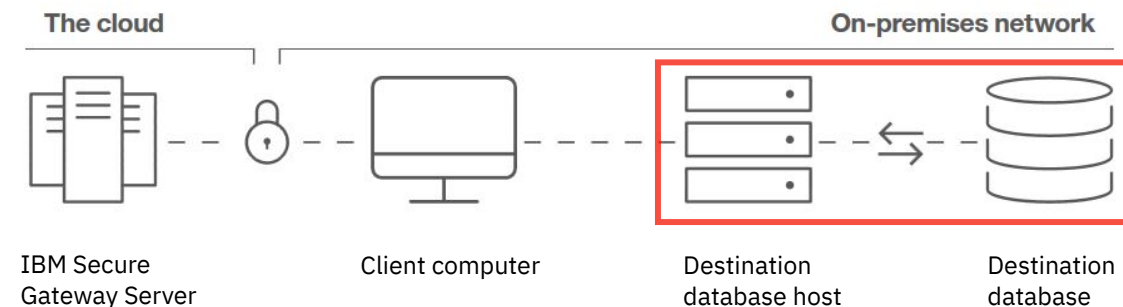 The cloud
On-premises network
IBM Secure
Gateway Server
Client computer
Destination
database host
Destination
database